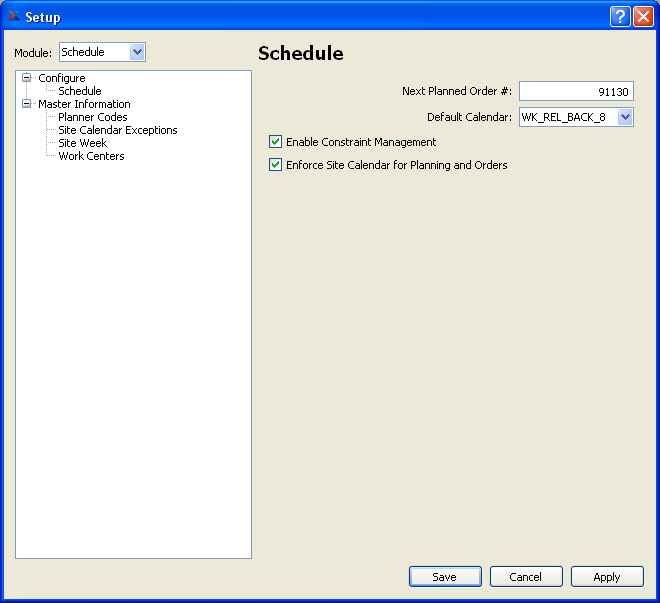 Setup
Module: Schedule
Configure
Schedule
Master Information
Planner Codes
Site Calendar Exceptions
Site Week
Work Centers
Schedule
Next Planned Order #: 91130
Default Calendar: WK_REL_BACK_8
Enable Constraint Management
Enforce Site Calendar for Planning and Orders
Save Cancel Apply